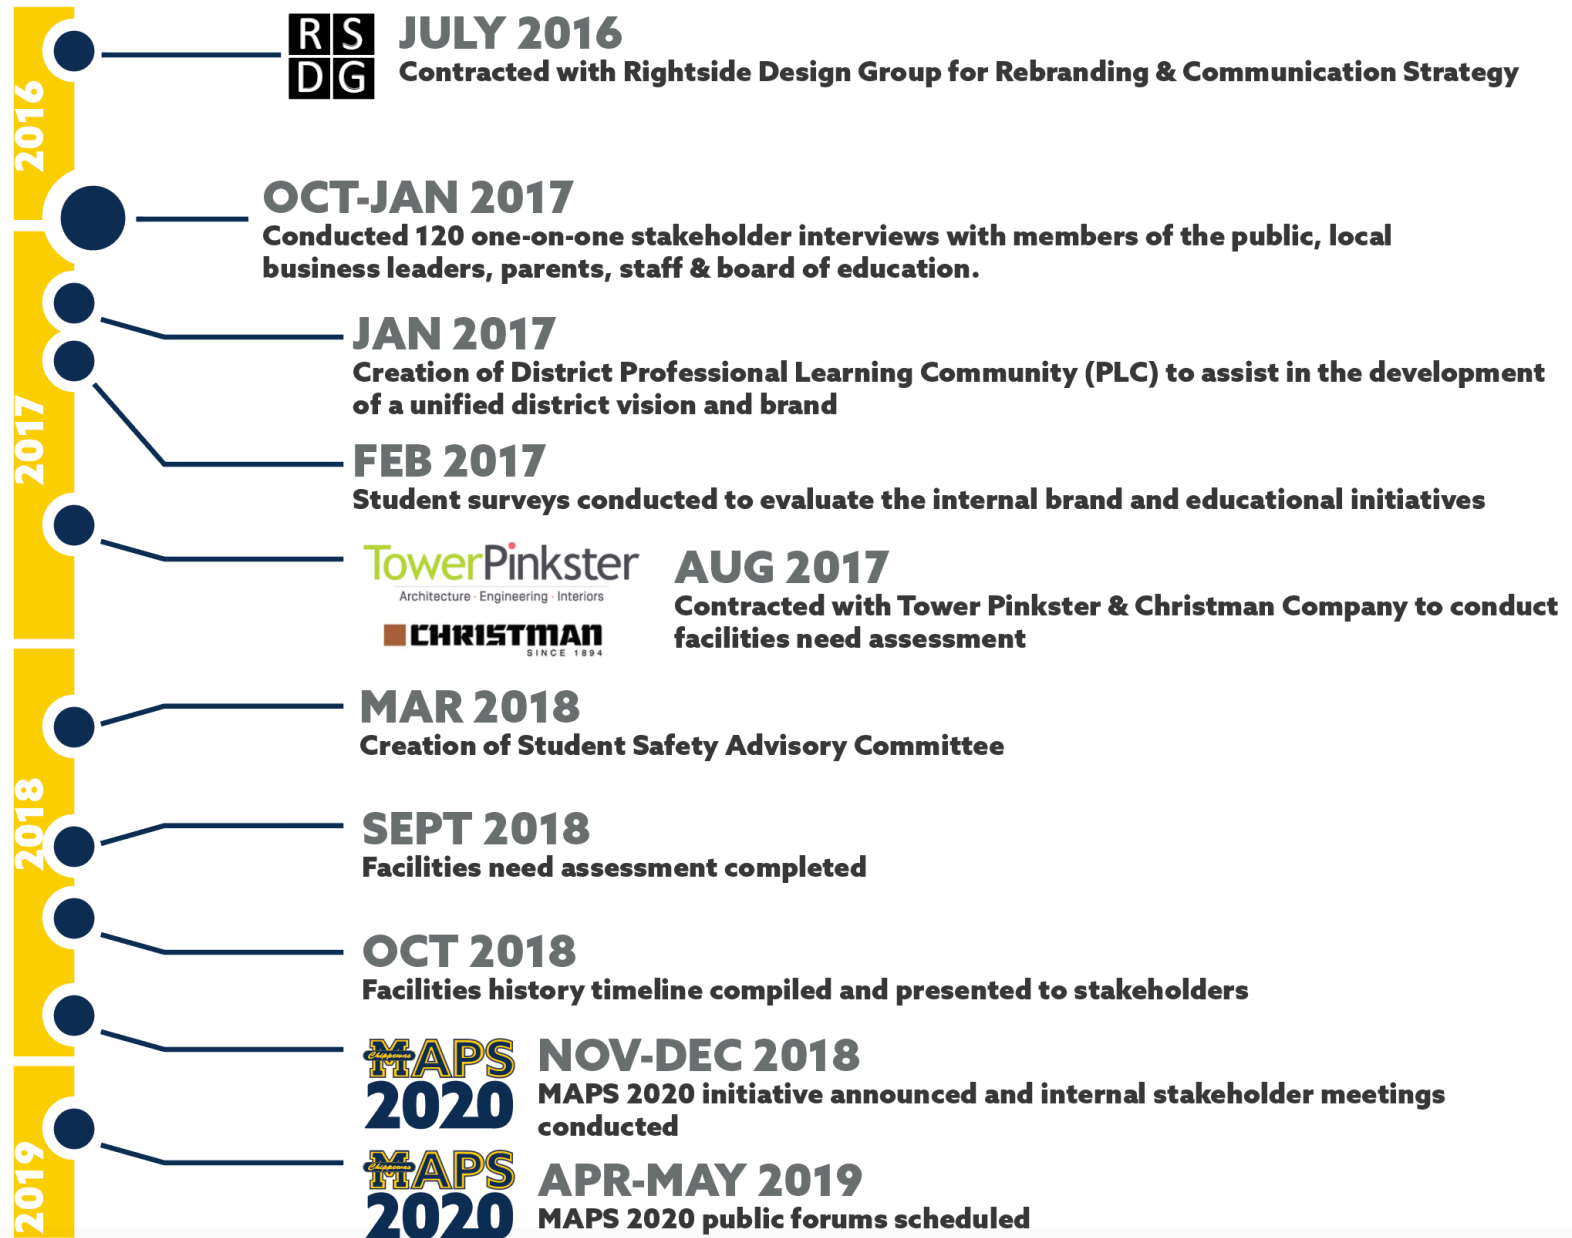 2016
RS
DG
JULY 2016
Contracted with Rightside Design Group for Rebranding & Communication Strategy
OCT-JAN 2017
Conducted 120 one-on-one stakeholder interviews with members of the public, local
business leaders, parents, staff & board of education.
2017
JAN 2017
Creation of District Professional Learning Community (PLC) to assist in the development
of a unified district vision and brand
FEB 2017
Student surveys conducted to evaluate the internal brand and educational initiatives
TowerPinkster
Architecture · Engineering · Interiors
CHRISTMAN
SINCE 1894
AUG 2017
Contracted with Tower Pinkster & Christman Company to conduct
facilities need assessment
2018
MAR 2018
Creation of Student Safety Advisory Committee
SEPT 2018
Facilities need assessment completed
OCT 2018
Facilities history timeline compiled and presented to stakeholders
Chippewas
MAPS
2020
NOV-DEC 2018
MAPS 2020 initiative announced and internal stakeholder meetings
conducted
2019
Chippewas
MAPS
2020
APR-MAY 2019
MAPS 2020 public forums scheduled